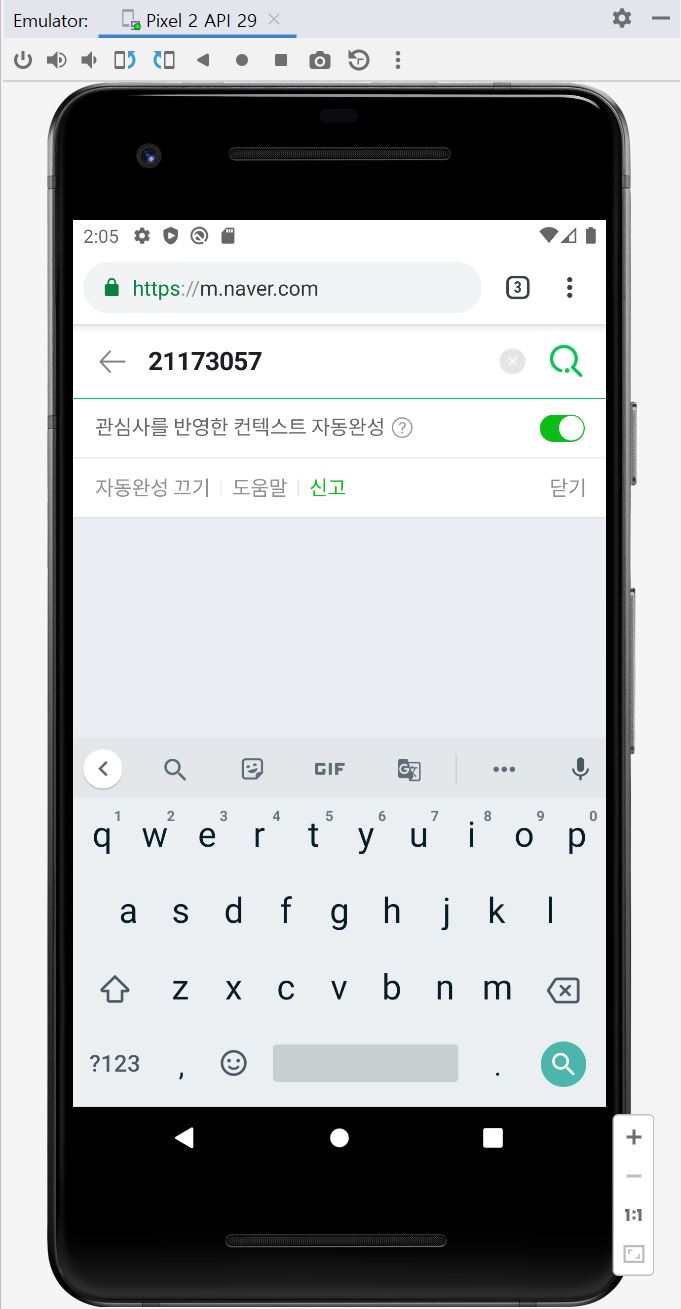 Emulator: Pixel 2 API 29
2:05
https://m.naver.com 3
21173057
관심사를 반영한 컨텍스트 자동완성 ?
자동완성 끄기 도움말 신고 닫기
GIF G
1 2 3 4 5 6 7 8 9 0
q w e r t y u i o p
a s d f g h j k l
z x c v b n m
?123 , .
1:1